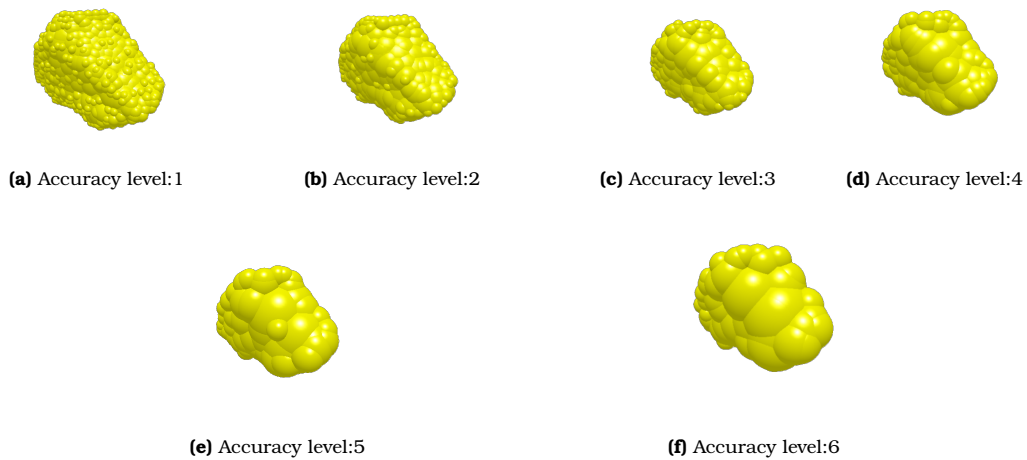 (a) Accuracy level:1
(b) Accuracy level:2
(c) Accuracy level:3
(d) Accuracy level:4
(e) Accuracy level:5
(f) Accuracy level:6